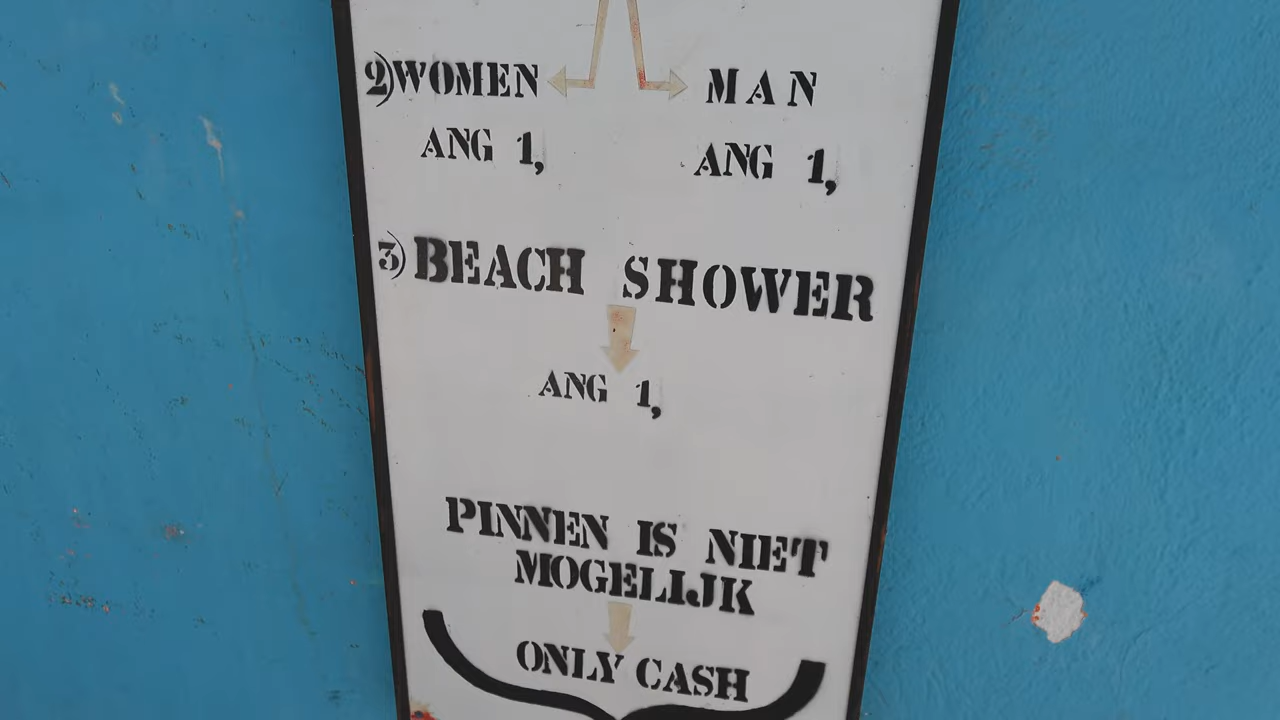 2)WOMEN MAN
ANG 1, ANG 1,
3) BEACH SHOWER
ANG 1,
PINNEN IS NIET
MOGELIJK
ONLY CASH